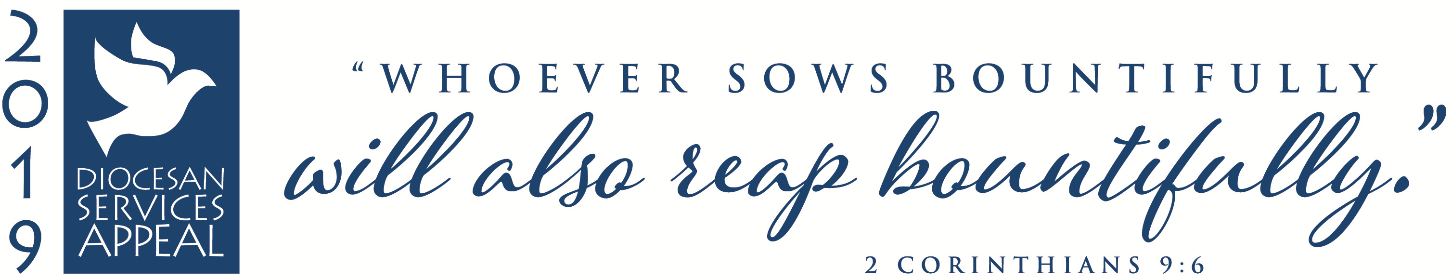 2019
DIOCESAN
SERVICES
APPEAL
“WHOEVER SOWS BOUNTIFULLY
will also reap bountifully.”
2 CORINTHIANS 9:6